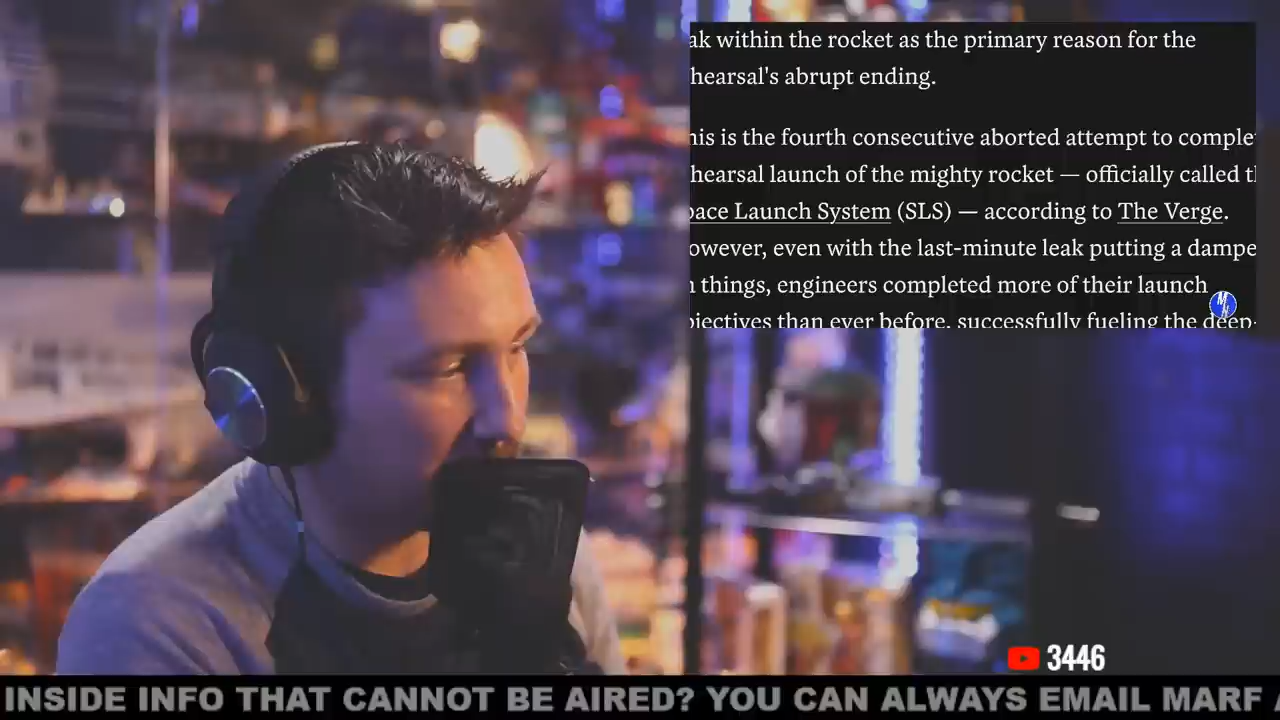 ak within the rocket as the primary reason for the
hearsal's abrupt ending.
his is the fourth consecutive aborted attempt to comple
hearsal launch of the mighty rocket — officially called t
pace Launch System (SLS) — according to The Verge.
owever, even with the last-minute leak putting a dampe
things, engineers completed more of their launch
bjectives than ever before, successfully fueling the deep-
3446
INSIDE INFO THAT CANNOT BE AIRED? YOU CAN ALWAYS EMAIL MARF